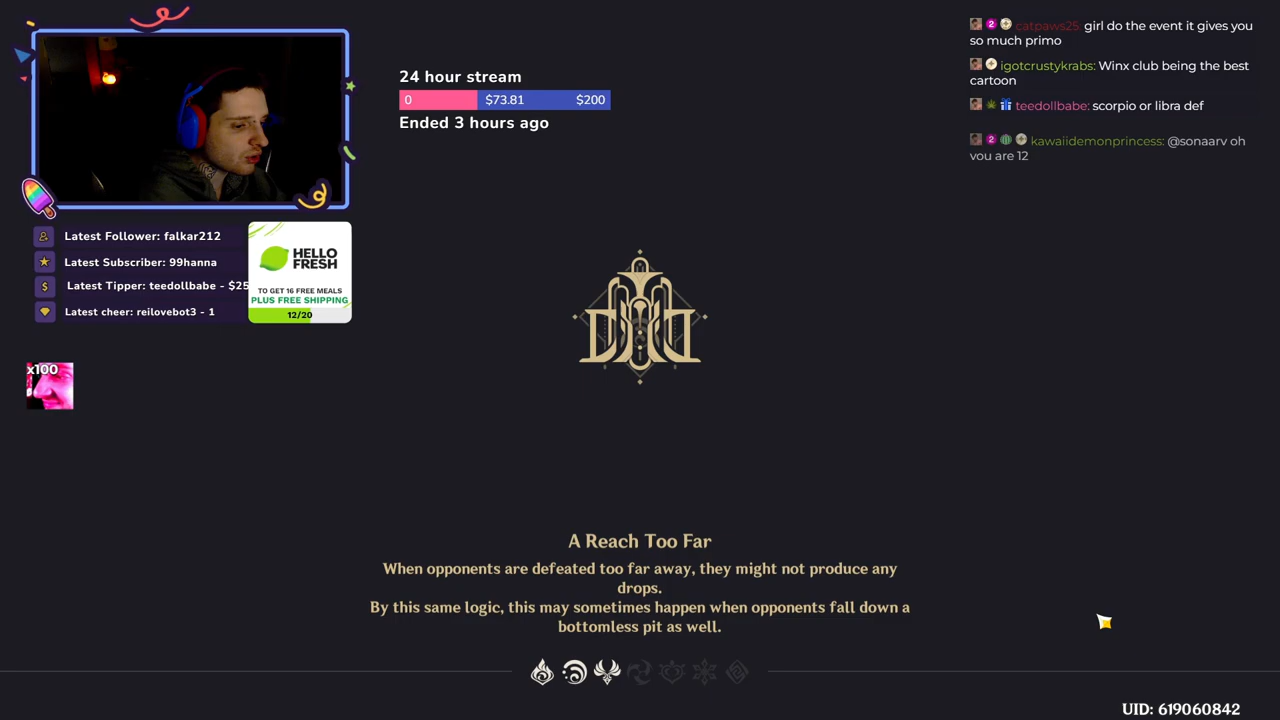 24 hour stream
0 $73.81 $200
Ended 3 hours ago
catpaws25: girl do the event it gives you
so much primo
igotcrustykrabs: Winx club being the best
cartoon
teedollbabe: scorpio or libra def
kawaiidemonprincess: @sonaarv oh
you are 12
Latest Follower: falkar212
Latest Subscriber: 99hanna
Latest Tipper: teedollbabe - $25
Latest cheer: reilovebot3 - 1
HELLO
FRESH
TO GET 16 FREE MEALS
PLUS FREE SHIPPING
12/20
x100
A Reach Too Far
When opponents are defeated too far away, they might not produce any
drops.
By this same logic, this may sometimes happen when opponents fall down a
bottomless pit as well.
UID: 619060842